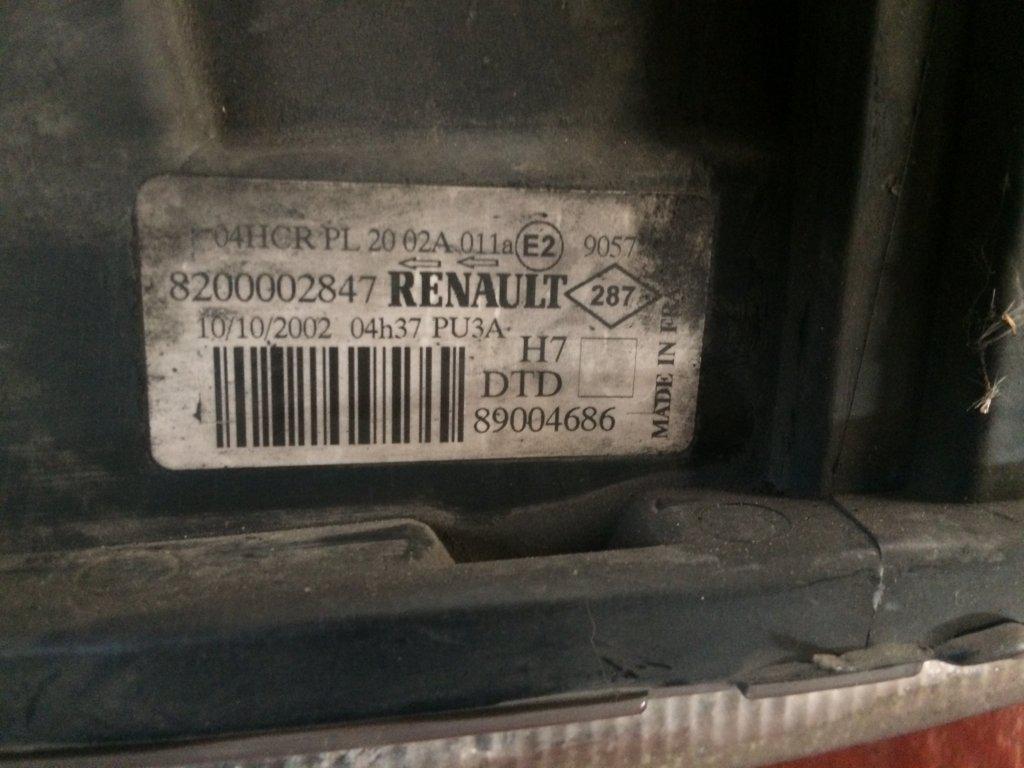 04HCR PL 20 02A 011a E2 9057
8200002847 RENAULT 287
10/10/2002 04h37 PU3A
H7
DTD
89004686
MADE IN FR